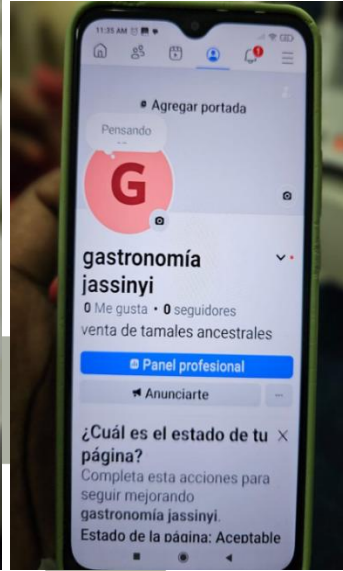 11:35 AM
1
Agregar portada
Pensando
--
G
gastronomía
jassinyi
0 Me gusta • 0 seguidores
venta de tamales ancestrales
Panel profesional
Anunciarte
...
¿Cuál es el estado de tu
página?
Completa esta acciones para
seguir mejorando
gastronomía jassinyi.
Estado de la página: Aceptable